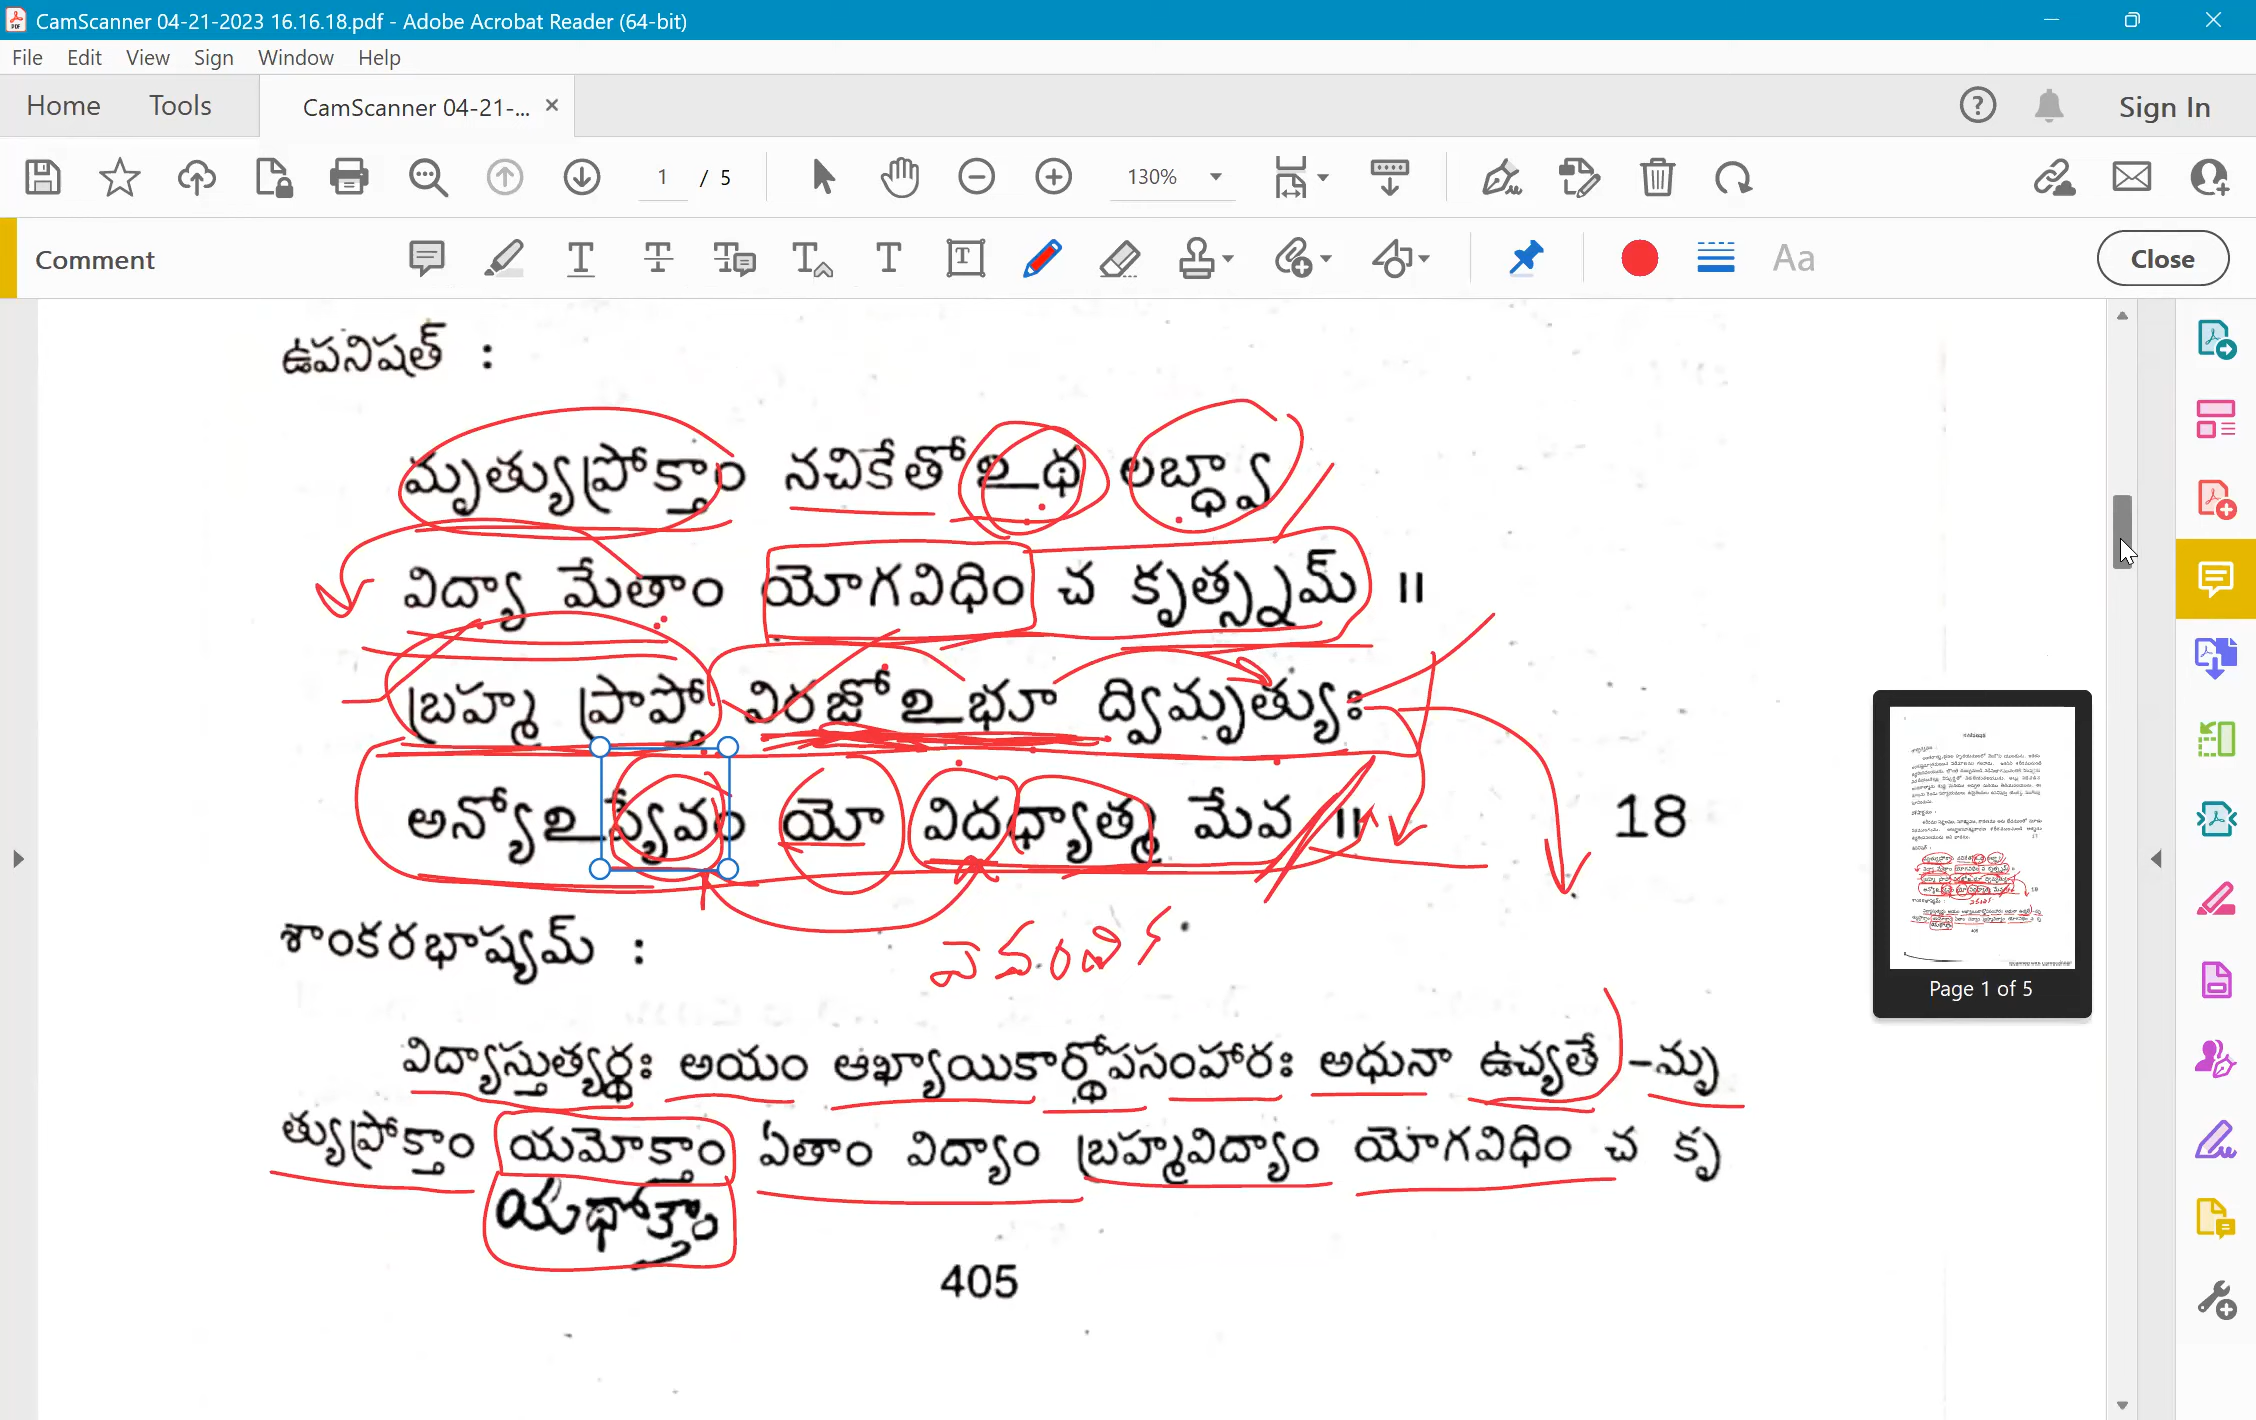 CamScanner 04-21-2023 16.16.18.pdf - Adobe Acrobat Reader (64-bit)
File Edit View Sign Window Help
Home Tools CamScanner 04-21-... × Sign In
1 / 5 130%
Comment Aa Close
ఉపనిషత్ :
మృత్యుప్రోక్తాం నచికేతోఽథ లబ్ధ్వా
విద్యా మేతాం యోగవిధిం చ కృత్స్నమ్ ॥
బ్రహ్మ ప్రాప్తో విరజోఽభూ ద్విమృత్యుః
అన్యోఽప్యేవం యో విదధ్యాత్మ మేవ ॥ 18
శాంకరభాష్యమ్ :
విద్యాస్తుత్యర్థః అయం ఆఖ్యాయికార్థోపసంహారః అధునా ఉచ్యతే -మృ
త్యుప్రోక్తాం యమోక్తాం ఏతాం విద్యాం బ్రహ్మవిద్యాం యోగవిధిం చ కృ
యథోక్తాం
405
Page 1 of 5